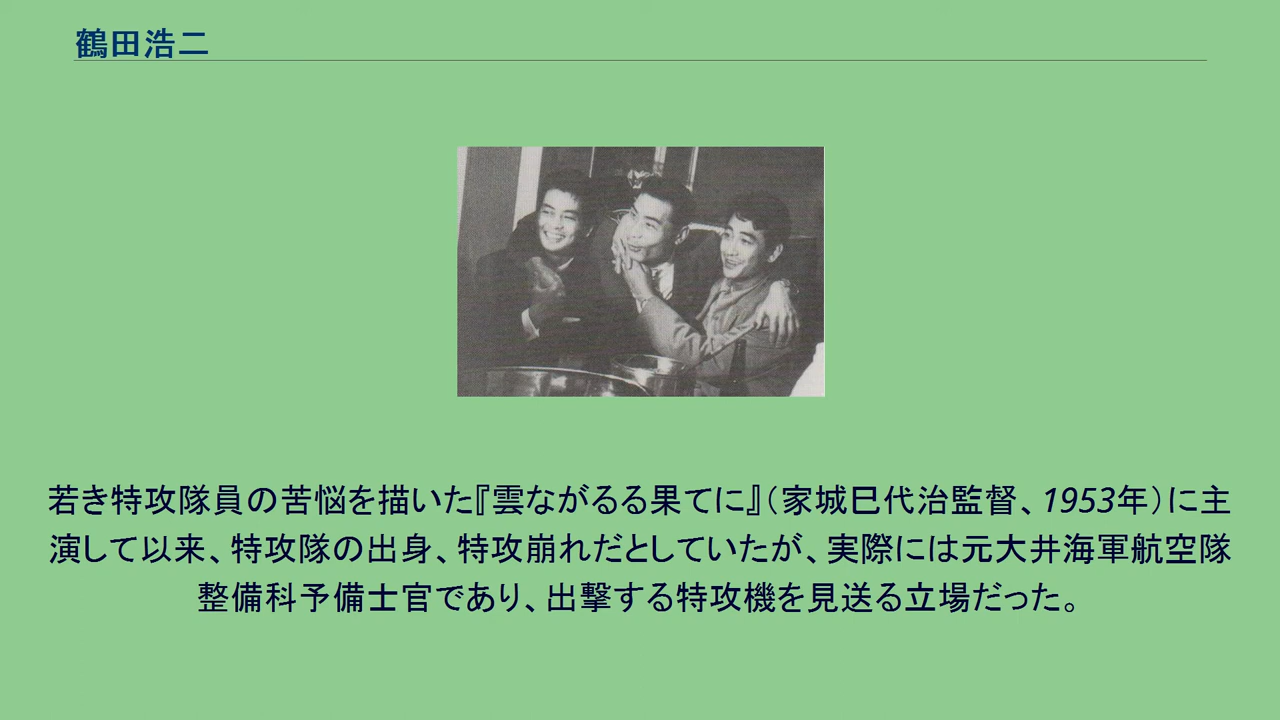 鶴田浩二
若き特攻隊員の苦悩を描いた『雲ながるる果てに』（家城巳代治監督、1953年）に主
演して以来、特攻隊の出身、特攻崩れだとしていたが、実際には元大井海軍航空隊
整備科予備士官であり、出撃する特攻機を見送る立場だった。